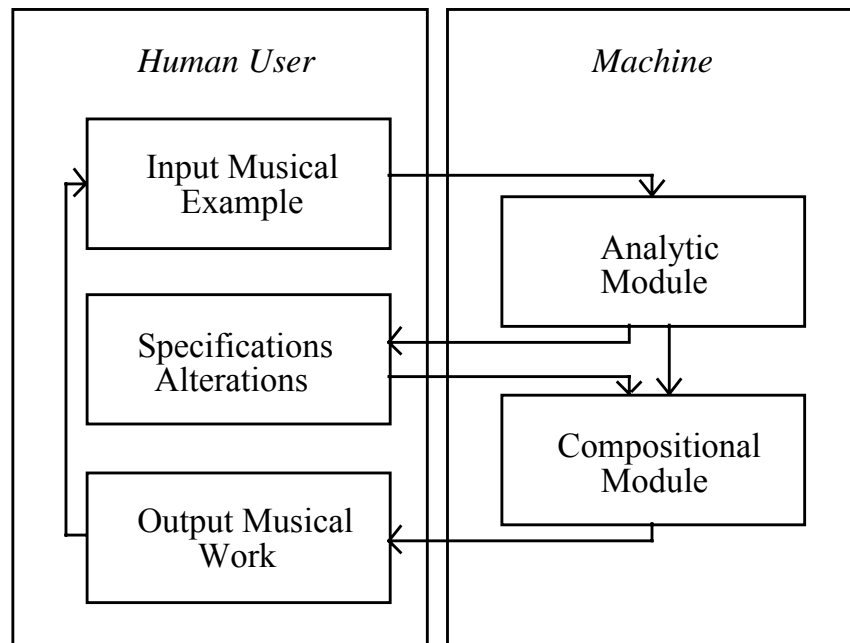 Human User
Input Musical
Example
Specifications
Alterations
Output Musical
Work
Machine
Analytic
Module
Compositional
Module